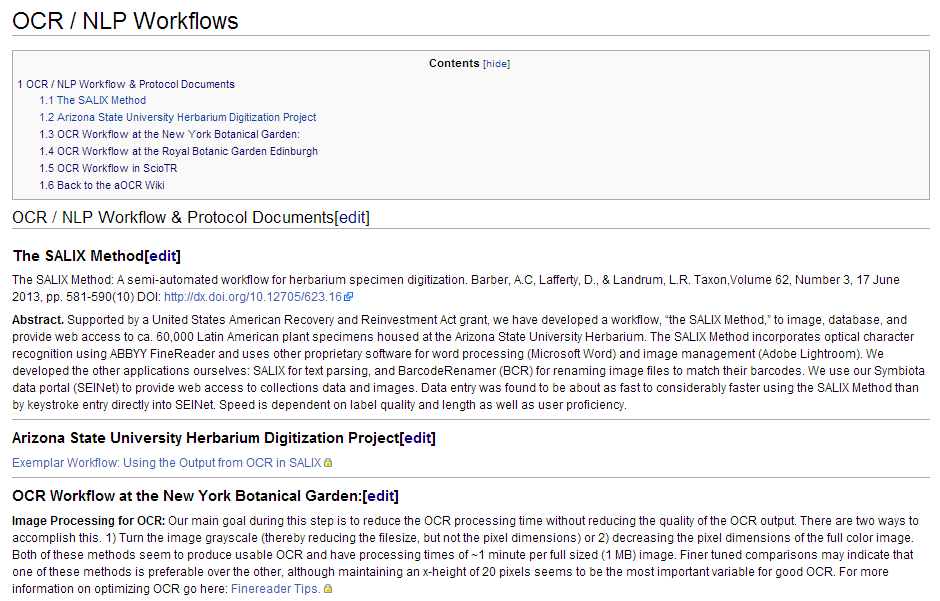 OCR / NLP Workflows
Contents [hide]
1 OCR / NLP Workflow & Protocol Documents
1.1 The SALIX Method
1.2 Arizona State University Herbarium Digitization Project
1.3 OCR Workflow at the New York Botanical Garden:
1.4 OCR Workflow at the Royal Botanic Garden Edinburgh
1.5 OCR Workflow in ScioTR
1.6 Back to the aOCR Wiki
OCR / NLP Workflow & Protocol Documents[edit]
The SALIX Method[edit]
The SALIX Method: A semi-automated workflow for herbarium specimen digitization. Barber, A.C, Lafferty, D., & Landrum, L.R. Taxon,Volume 62, Number 3, 17 June
2013, pp. 581-590(10) DOI: http://dx.doi.org/10.12705/623.16
Abstract. Supported by a United States American Recovery and Reinvestment Act grant, we have developed a workflow, “the SALIX Method,” to image, database, and
provide web access to ca. 60,000 Latin American plant specimens housed at the Arizona State University Herbarium. The SALIX Method incorporates optical character
recognition using ABBYY FineReader and uses other proprietary software for word processing (Microsoft Word) and image management (Adobe Lightroom). We
developed the other applications ourselves: SALIX for text parsing, and BarcodeRenamer (BCR) for renaming image files to match their barcodes. We use our Symbiota
data portal (SEINet) to provide web access to collections data and images. Data entry was found to be about as fast to considerably faster using the SALIX Method than
by keystroke entry directly into SEINet. Speed is dependent on label quality and length as well as user proficiency.
Arizona State University Herbarium Digitization Project[edit]
Exemplar Workflow: Using the Output from OCR in SALIX
OCR Workflow at the New York Botanical Garden:[edit]
Image Processing for OCR: Our main goal during this step is to reduce the OCR processing time without reducing the quality of the OCR output. There are two ways to
accomplish this. 1) Turn the image grayscale (thereby reducing the filesize, but not the pixel dimensions) or 2) decreasing the pixel dimensions of the full color image.
Both of these methods seem to produce usable OCR and have processing times of ~1 minute per full sized (1 MB) image. Finer tuned comparisons may indicate that
one of these methods is preferable over the other, although maintaining an x-height of 20 pixels seems to be the most important variable for good OCR. For more
information on optimizing OCR go here: Finereader Tips.